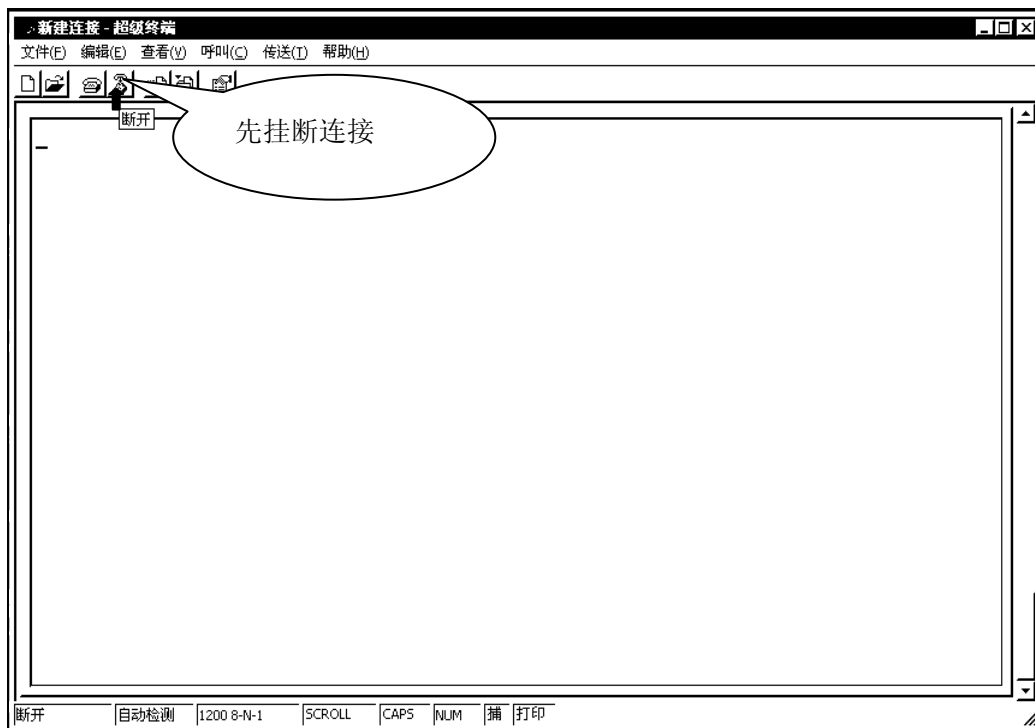 新建连接 - 超级终端
文件(F) 编辑(E) 查看(V) 呼叫(C) 传送(T) 帮助(H)
断开
先挂断连接
断开 自动检测 1200 8-N-1 SCROLL CAPS NUM 捕 打印